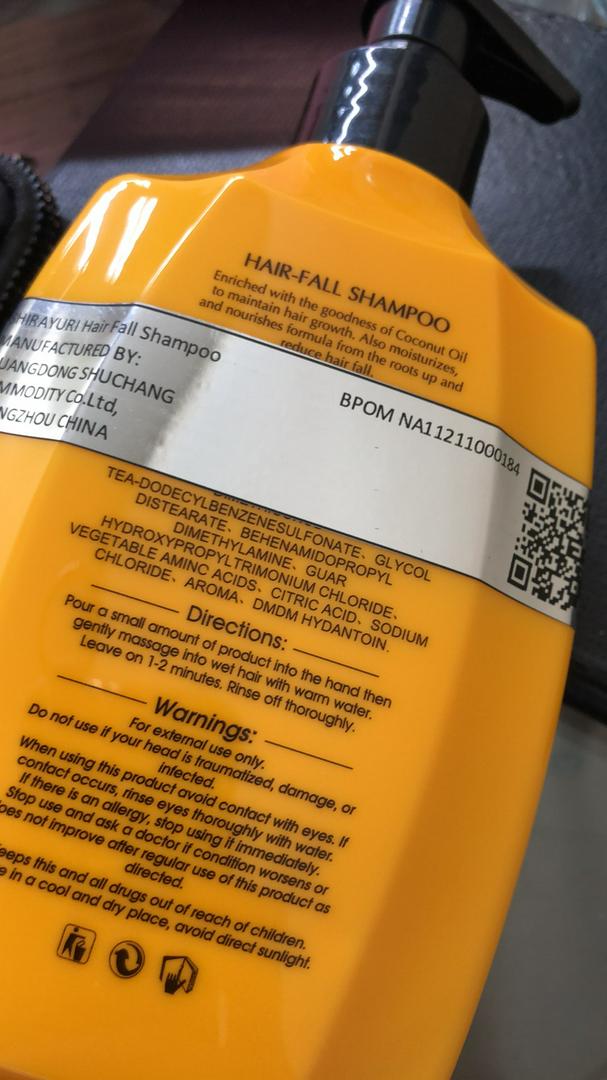 HAIR-FALL SHAMPOO
Enriched with the goodness of Coconut Oil
to maintain hair growth. Also moisturizes,
and nourishes formula from the roots up and
reduce hair fall.
SHIRAYURI Hair Fall Shampoo
MANUFACTURED BY:
UANGDONG SHUCHANG
MMODITY Co.Ltd,
NGZHOU CHINA
BPOM NA11211000184
TEA-DODECYLBENZENESULFONATE、GLYCOL
DISTEARATE、BEHENAMIDOPROPYL
DIMETHYLAMINE、GUAR
HYDROXYPROPYLTRIMONIUM CHLORIDE、
VEGETABLE AMINC ACIDS、CITRIC ACID、SODIUM
CHLORIDE、AROMA、DMDM HYDANTOIN.
Directions:
Pour a small amount of product into the hand then
gently massage into wet hair with warm water.
Leave on 1-2 minutes. Rinse off thoroughly.
Warnings:
For external use only.
Do not use if your head is traumatized, damage, or
infected.
When using this product avoid contact with eyes. If
contact occurs, rinse eyes thoroughly with water.
If there is an allergy, stop using it immediately.
Stop use and ask a doctor if condition worsens or
oes not improve after regular use of this product as
directed.
eeps this and all drugs out of reach of children.
e in a cool and dry place, avoid direct sunlight.